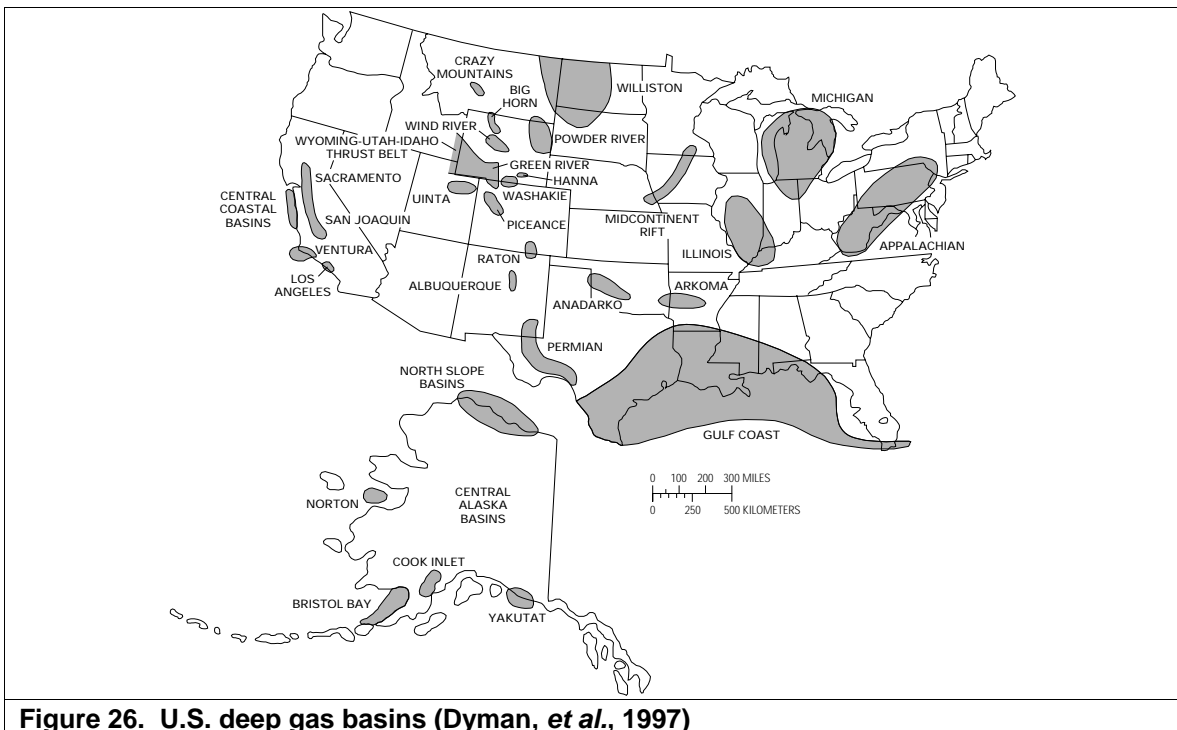 CRAZY
MOUNTAINS
BIG
HORN
WILLISTON
MICHIGAN
WIND RIVER
POWDER RIVER
WYOMING-UTAH-IDAHO
THRUST BELT
GREEN RIVER
HANNA
SACRAMENTO
UINTA
WASHAKIE
CENTRAL
COASTAL
BASINS
SAN JOAQUIN
PICEANCE
MIDCONTINENT
RIFT
ILLINOIS
APPALACHIAN
VENTURA
RATON
LOS
ANGELES
ALBUQUERQUE
ANADARKO
ARKOMA
PERMIAN
NORTH SLOPE
BASINS
GULF COAST
0 100 200 300 MILES
0 250 500 KILOMETERS
NORTON
CENTRAL
ALASKA
BASINS
COOK INLET
BRISTOL BAY
YAKUTAT
Figure 26. U.S. deep gas basins (Dyman, et al., 1997)